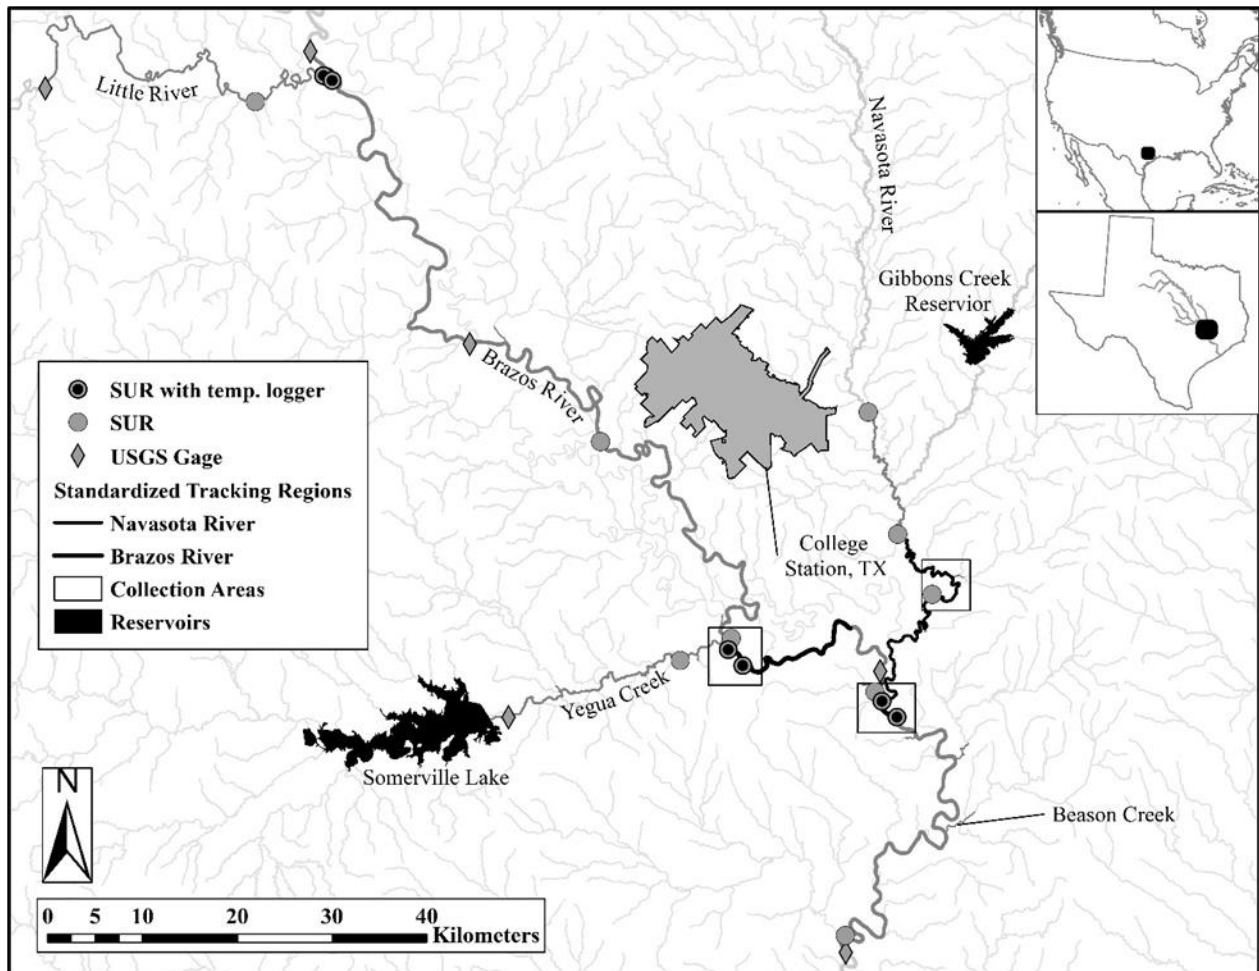 Little River
Navasota River
Gibbons Creek
Reservior
Brazos River
SUR with temp. logger
SUR
USGS Gage
Standardized Tracking Regions
Navasota River
Brazos River
Collection Areas
Reservoirs
College
Station, TX
Yegua Creek
Somerville Lake
Beason Creek
N
0 5 10 20 30 40
Kilometers